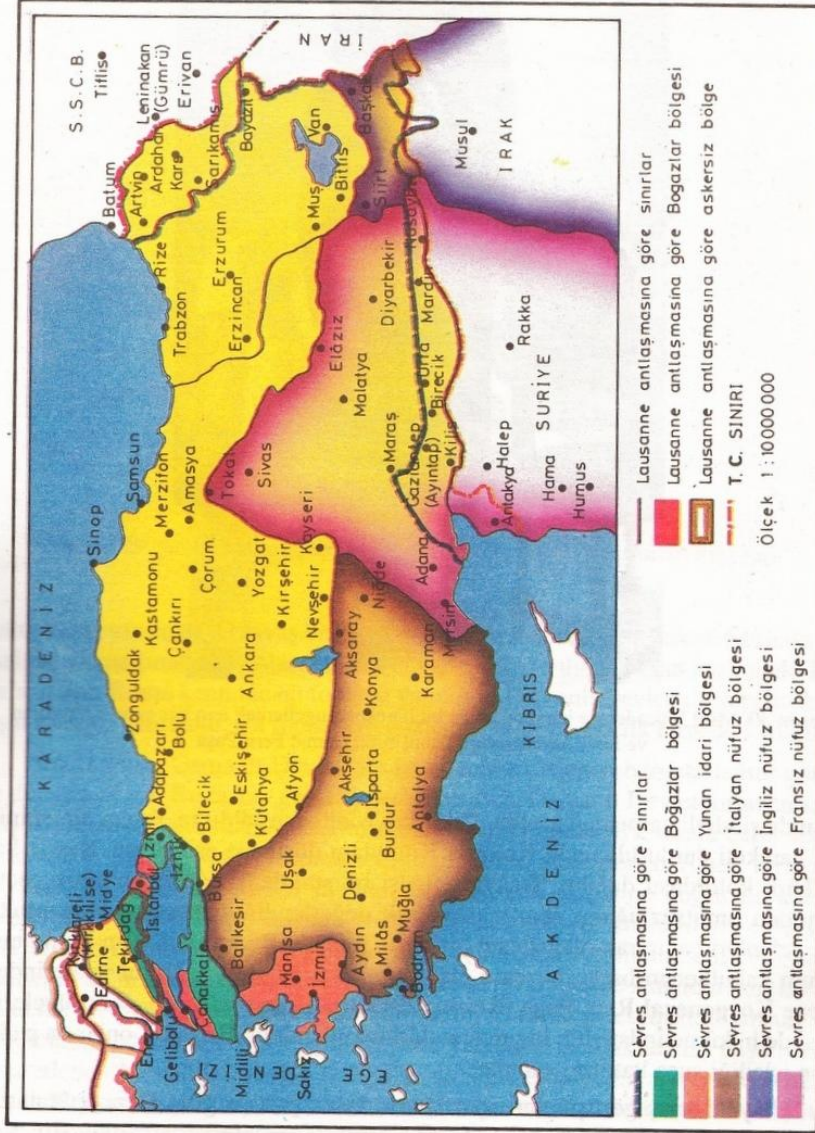 KARADENİZ
S.S.C.B.
Tiflis
Batum
Leninakan
(Gümrü)
Erivan
Artvin
Ardahan
Kars
Sarıkamış
Bayazıt
İRAN
Sinop
Samsun
Trabzon
Rize
Zonguldak
Kastamonu
Merzifon
Amasya
Tokat
Erzincan
Erzurum
Muş
Van
Bitlis
Başkale
Siirt
Kırklareli
(Kırkkilise)
Midye
Edirne
Tekirdağ
İstanbul
İzmit
Adapazarı
Bolu
Çankırı
Çorum
Yozgat
Sivas
Enez
Gelibolu
Çanakkale
Bursa
İznik
Bilecik
Eskişehir
Ankara
Kırşehir
Kayseri
Nevşehir
Malatya
Elâziz
Diyarbekir
Balıkesir
Kütahya
Afyon
Uşak
Akşehir
Aksaray
Niğde
Konya
Maraş
Gaziantep
(Ayıntap)
Urfa
Birecik
Mardin
Nusaybin
Musul
IRAK
EGE DENİZİ
Midilli
Sakız
Manisa
İzmir
Aydın
Denizli
Isparta
Burdur
Milâs
Muğla
Bodrum
Antalya
Karaman
Mersin
Adana
Kilis
Antakya
Halep
Hama
Humus
Rakka
SURİYE
AKDENİZ
KIBRIS
Sevres antlaşmasına göre sınırlar
Sevres antlaşmasına göre Boğazlar bölgesi
Sevres antlaşmasına göre Yunan idari bölgesi
Sevres antlaşmasına göre İtalyan nüfuz bölgesi
Sevres antlaşmasına göre İngiliz nüfuz bölgesi
Sevres antlaşmasına göre Fransız nüfuz bölgesi
Lausanne antlaşmasına göre sınırlar
Lausanne antlaşmasına göre Bogazlar bölgesi
Lausanne antlaşmasına göre askersiz bölge
T.C. SINIRI
Ölçek 1:10000000